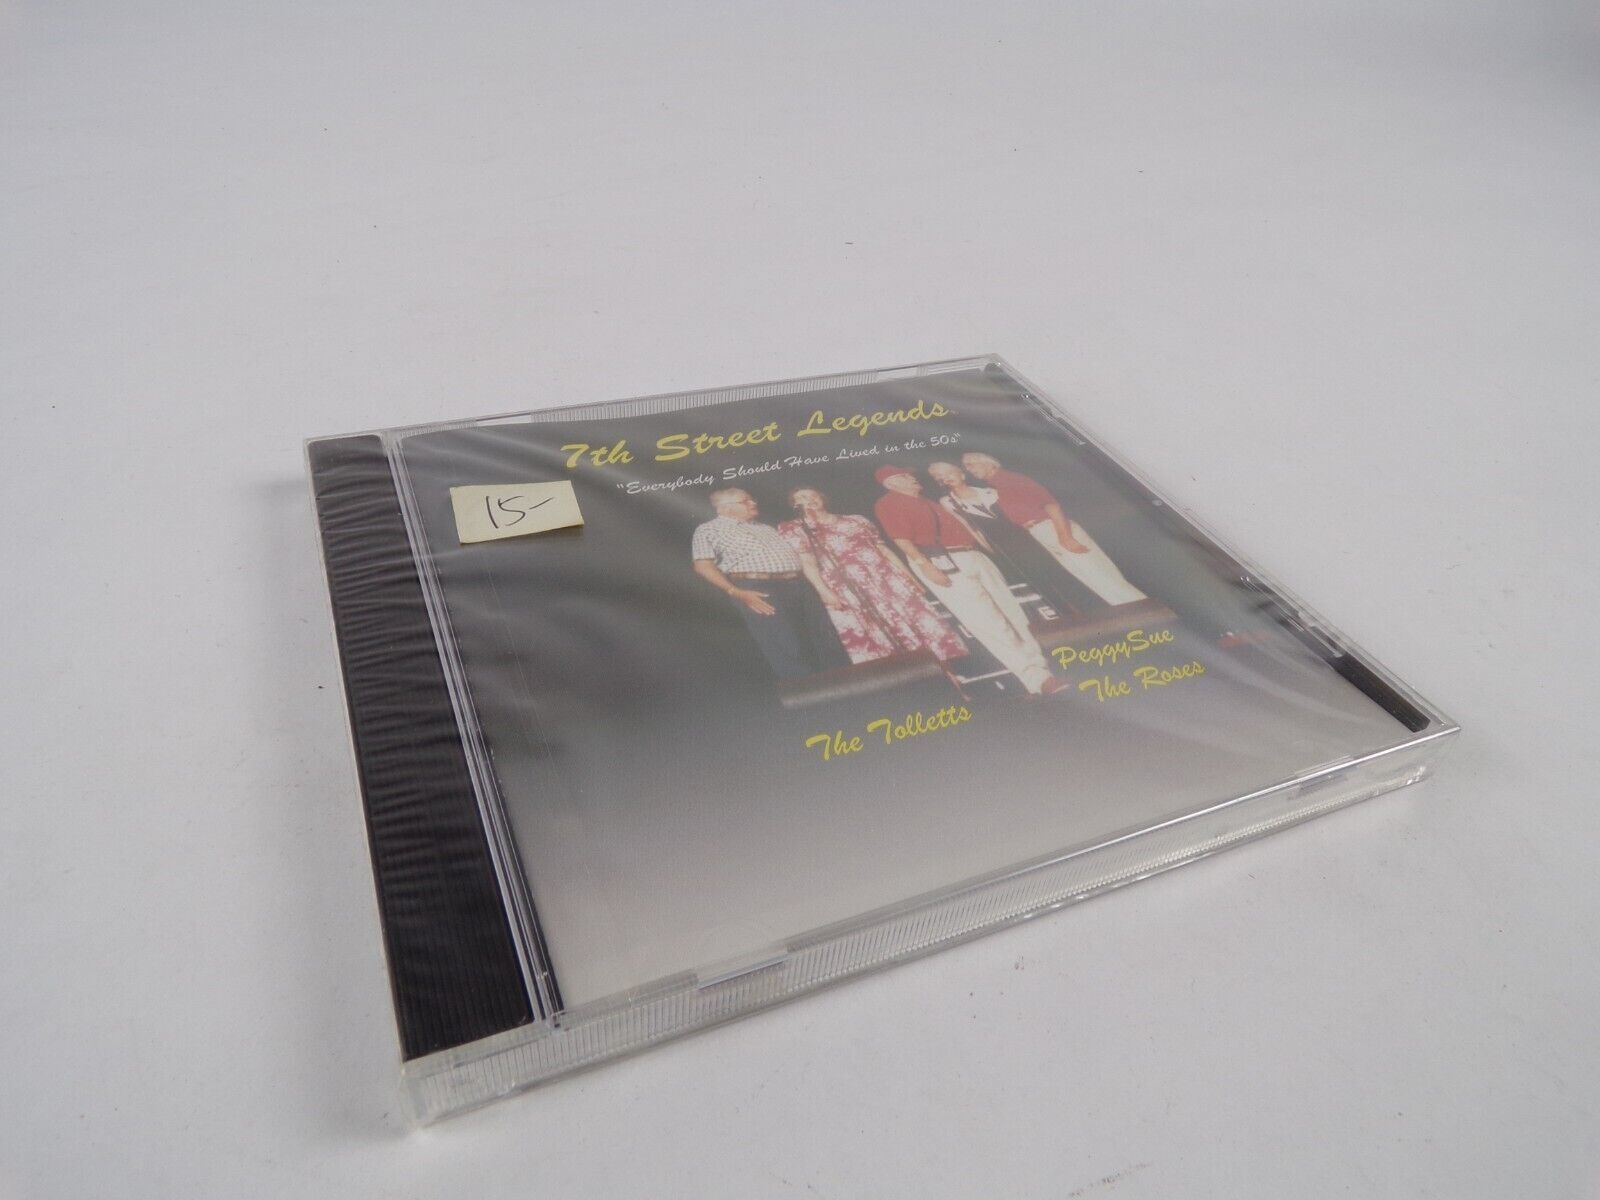 7th Street Legends
"Everybody Should Have Lived in the 50s"
15-
PeggySue
The Roses
The Tolletts